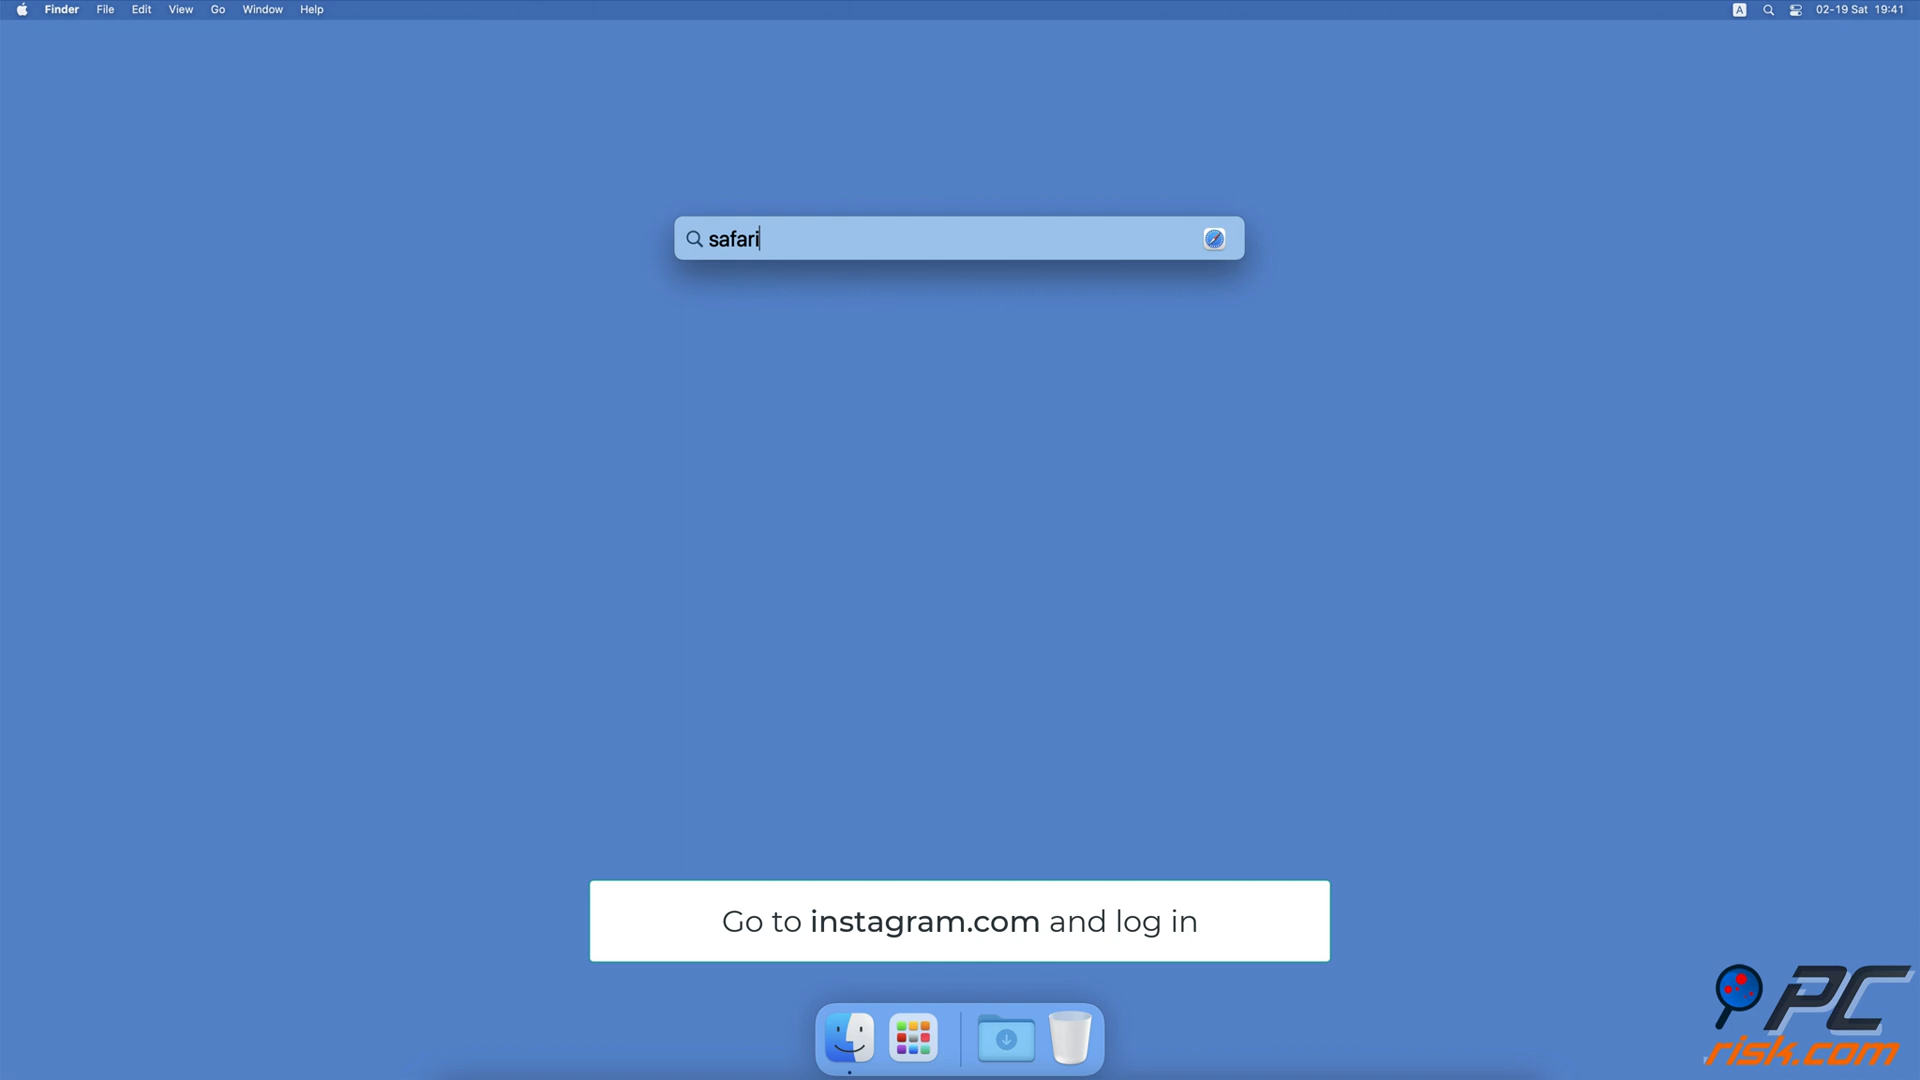 Finder File Edit View Go Window Help A 02-19 Sat 19:41
safari
Go to instagram.com and log in
PC
risk.com